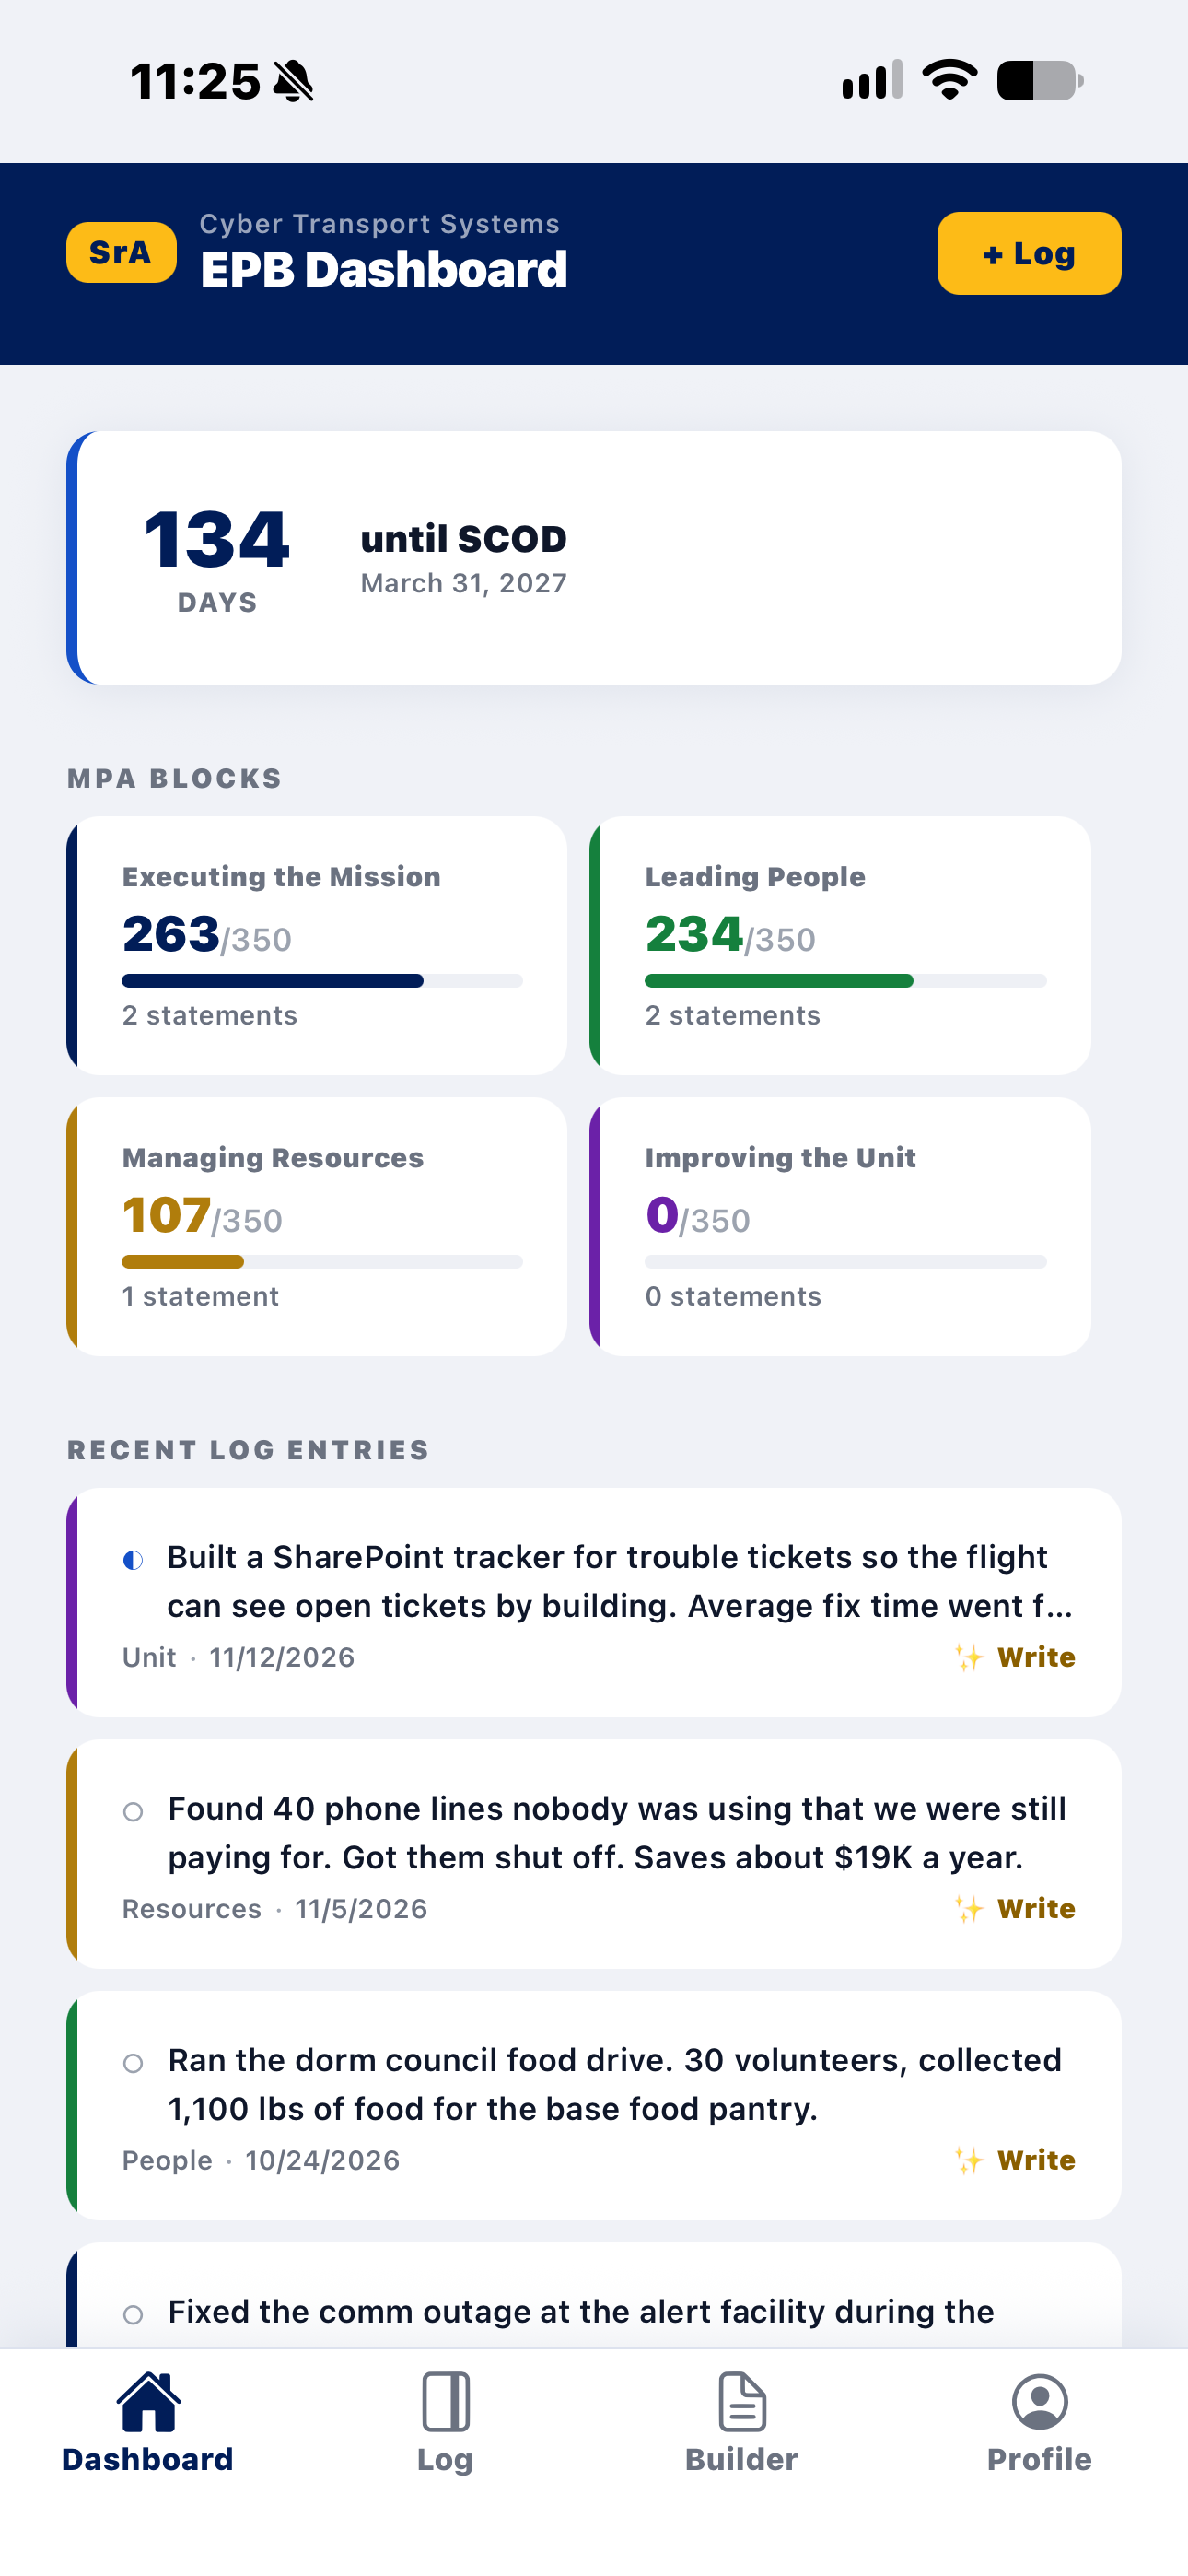 11:25
SrA
Cyber Transport Systems
EPB Dashboard
+ Log
134
DAYS
until SCOD
March 31, 2027
MPA BLOCKS
Executing the Mission
263/350
2 statements
Leading People
234/350
2 statements
Managing Resources
107/350
1 statement
Improving the Unit
0/350
0 statements
RECENT LOG ENTRIES
Built a SharePoint tracker for trouble tickets so the flight
can see open tickets by building. Average fix time went f...
Unit · 11/12/2026
✨ Write
Found 40 phone lines nobody was using that we were still
paying for. Got them shut off. Saves about $19K a year.
Resources · 11/5/2026
✨ Write
Ran the dorm council food drive. 30 volunteers, collected
1,100 lbs of food for the base food pantry.
People · 10/24/2026
✨ Write
Fixed the comm outage at the alert facility during the
Dashboard
Log
Builder
Profile